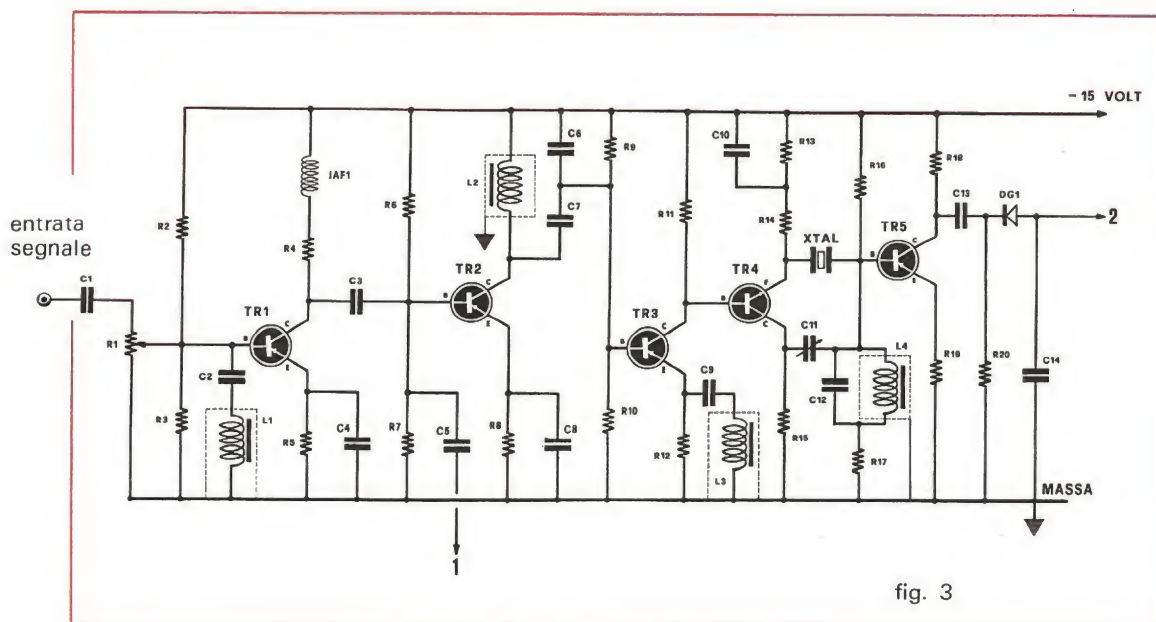 - 15 VOLT
C6
C10
R13
R9
JAF1
L2
R6
R16
R18
C13
DG1
2
entrata
segnale
R2
C7
R11
R14
XTAL
TR5
B
C
E
C1
R4
TR2
C3
B
C
E
TR4
B
E
C
TR1
TR3
R1
B
C
E
B
C
E
C11
L4
C2
C9
R19
R20
C14
C12
R3
L1
R5
C4
R7
C5
R8
C8
R10
R12
R15
L3
R17
MASSA
1
fig. 3